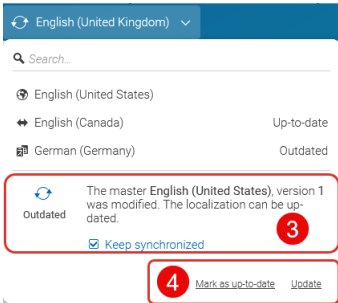 English (United Kingdom)
Search...
English (United States)
English (Canada) Up-to-date
German (Germany) Outdated
The master English (United States), version 1
was modified. The localization can be up-
Outdated dated.
3
Keep synchronized
4 Mark as up-to-date Update